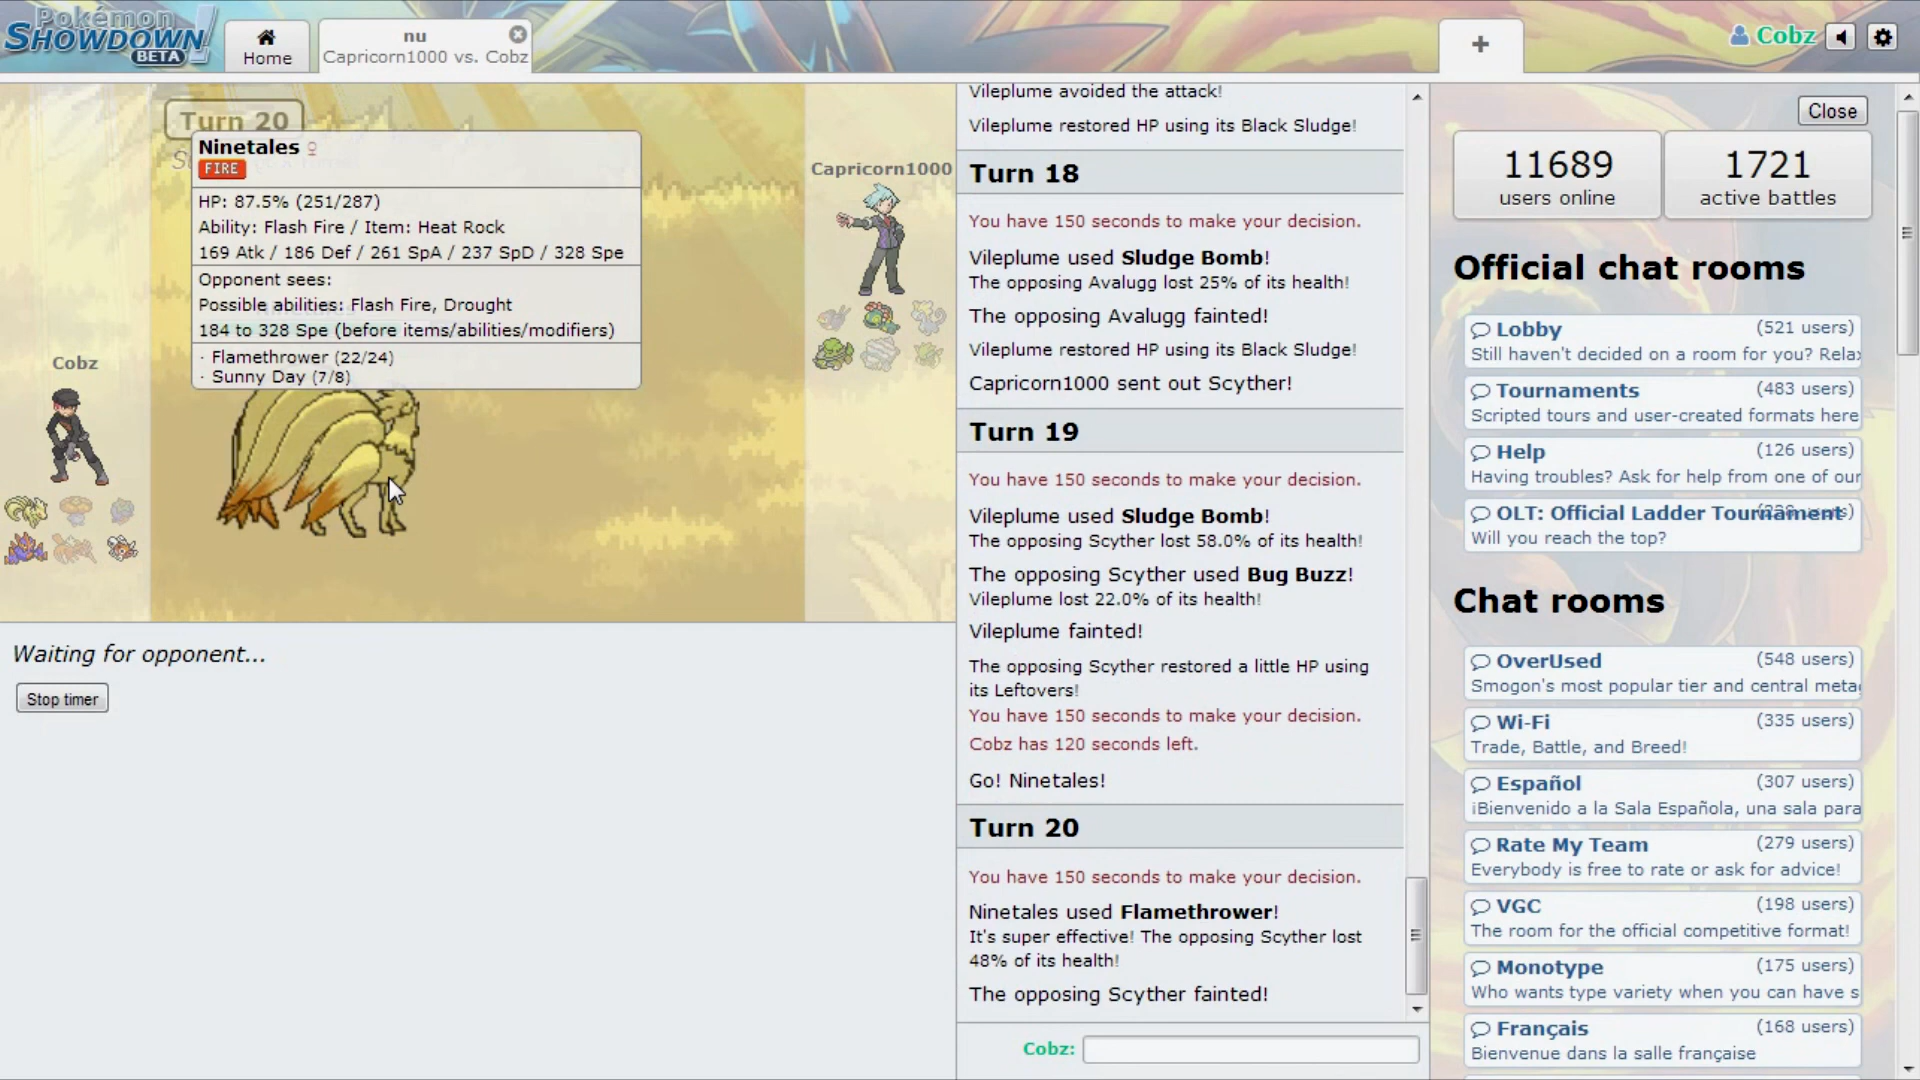 Pokémon
SHOWDOWN!
BETA
Home
nu
Capricorn1000 vs. Cobz
+
Cobz
Turn 20
Ninetales ♀
FIRE
HP: 87.5% (251/287)
Ability: Flash Fire / Item: Heat Rock
169 Atk / 186 Def / 261 SpA / 237 SpD / 328 Spe
Opponent sees:
Possible abilities: Flash Fire, Drought
184 to 328 Spe (before items/abilities/modifiers)
· Flamethrower (22/24)
· Sunny Day (7/8)
Cobz
Capricorn1000
Waiting for opponent...
Stop timer
Vileplume avoided the attack!
Vileplume restored HP using its Black Sludge!
Turn 18
You have 150 seconds to make your decision.
Vileplume used Sludge Bomb!
The opposing Avalugg lost 25% of its health!
The opposing Avalugg fainted!
Vileplume restored HP using its Black Sludge!
Capricorn1000 sent out Scyther!
Turn 19
You have 150 seconds to make your decision.
Vileplume used Sludge Bomb!
The opposing Scyther lost 58.0% of its health!
The opposing Scyther used Bug Buzz!
Vileplume lost 22.0% of its health!
Vileplume fainted!
The opposing Scyther restored a little HP using
its Leftovers!
You have 150 seconds to make your decision.
Cobz has 120 seconds left.
Go! Ninetales!
Turn 20
You have 150 seconds to make your decision.
Ninetales used Flamethrower!
It's super effective! The opposing Scyther lost
48% of its health!
The opposing Scyther fainted!
Cobz:
Close
11689
users online
1721
active battles
Official chat rooms
Lobby (521 users)
Still haven't decided on a room for you? Rela
Tournaments (483 users)
Scripted tours and user-created formats here
Help (126 users)
Having troubles? Ask for help from one of our
OLT: Official Ladder Tournament
Will you reach the top?
Chat rooms
OverUsed (548 users)
Smogon's most popular tier and central meta
Wi-Fi (335 users)
Trade, Battle, and Breed!
Español (307 users)
¡Bienvenido a la Sala Española, una sala para
Rate My Team (279 users)
Everybody is free to rate or ask for advice!
VGC (198 users)
The room for the official competitive format!
Monotype (175 users)
Who wants type variety when you can have s
Français (168 users)
Bienvenue dans la salle française